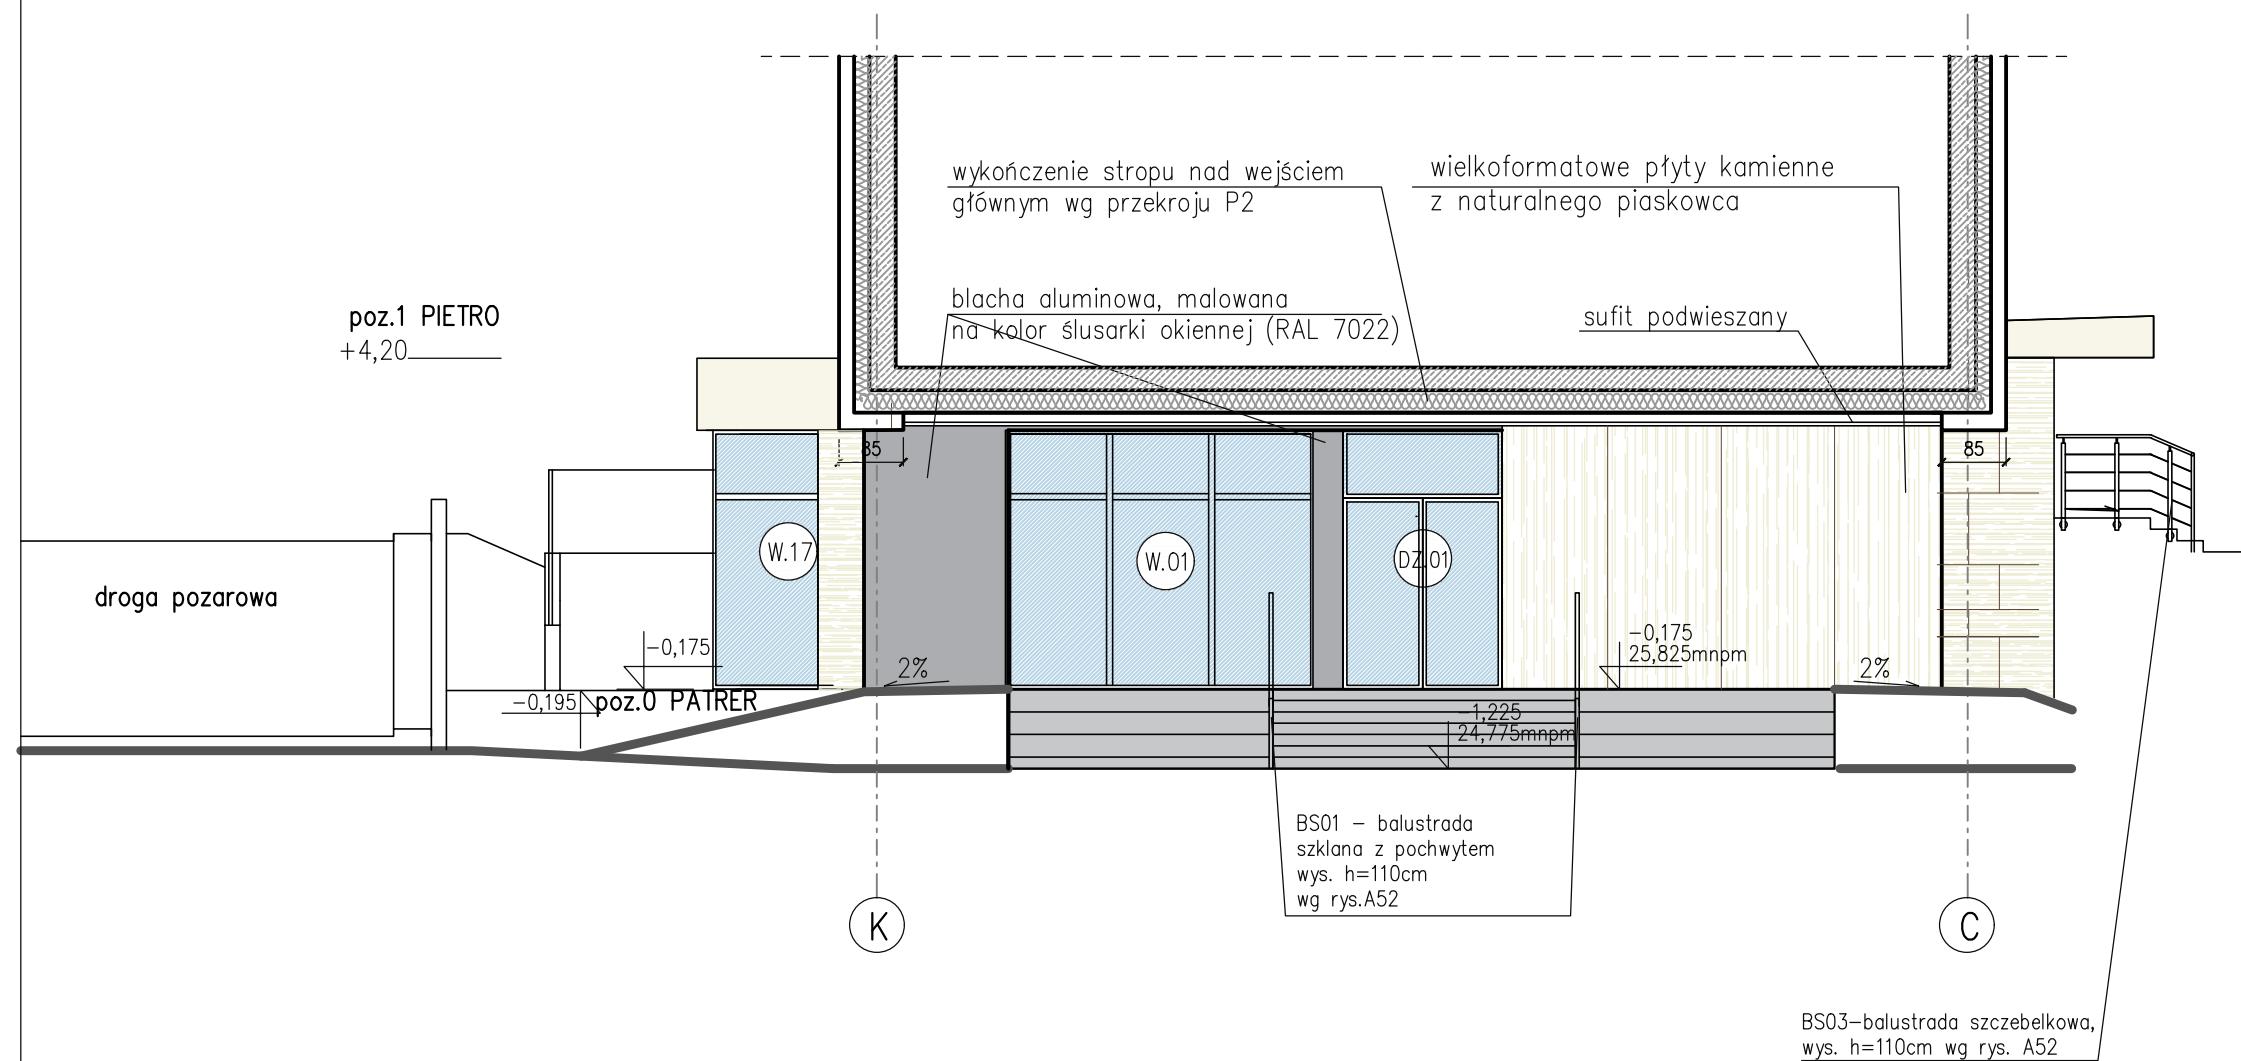 wykończenie stropu nad wejściem
głównym wg przekroju P2
wielkoformatowe płyty kamienne
z naturalnego piaskowca
blacha aluminowa, malowana
na kolor ślusarki okiennej (RAL 7022)
sufit podwieszany
poz.1 PIETRO
+4,20
85
85
W.17
W.01
DZ.01
droga pozarowa
-0,175
2%
-0,175
25,825mnpm
2%
-0,195
poz.0 PATRER
-1,225
24,775mnpm
BS01 - balustrada
szklana z pochwytem
wys. h=110cm
wg rys.A52
K
C
BS03-balustrada szczebelkowa,
wys. h=110cm wg rys. A52